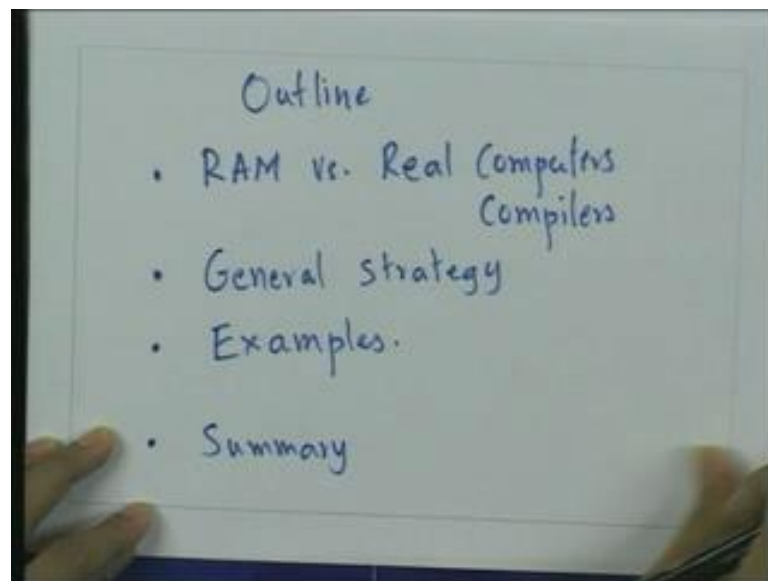 Outline
• RAM vs. Real Computers
Compilers
• General strategy
• Examples.
• Summary